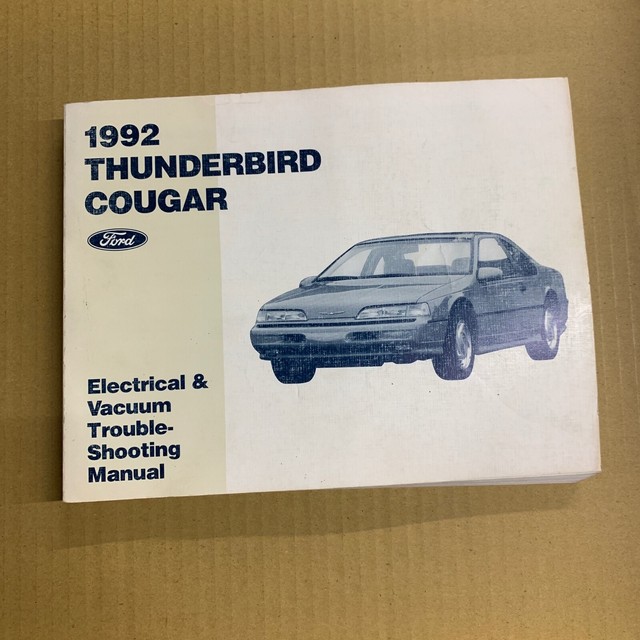 1992
THUNDERBIRD
COUGAR
Ford
Electrical &
Vacuum
Trouble-
Shooting
Manual